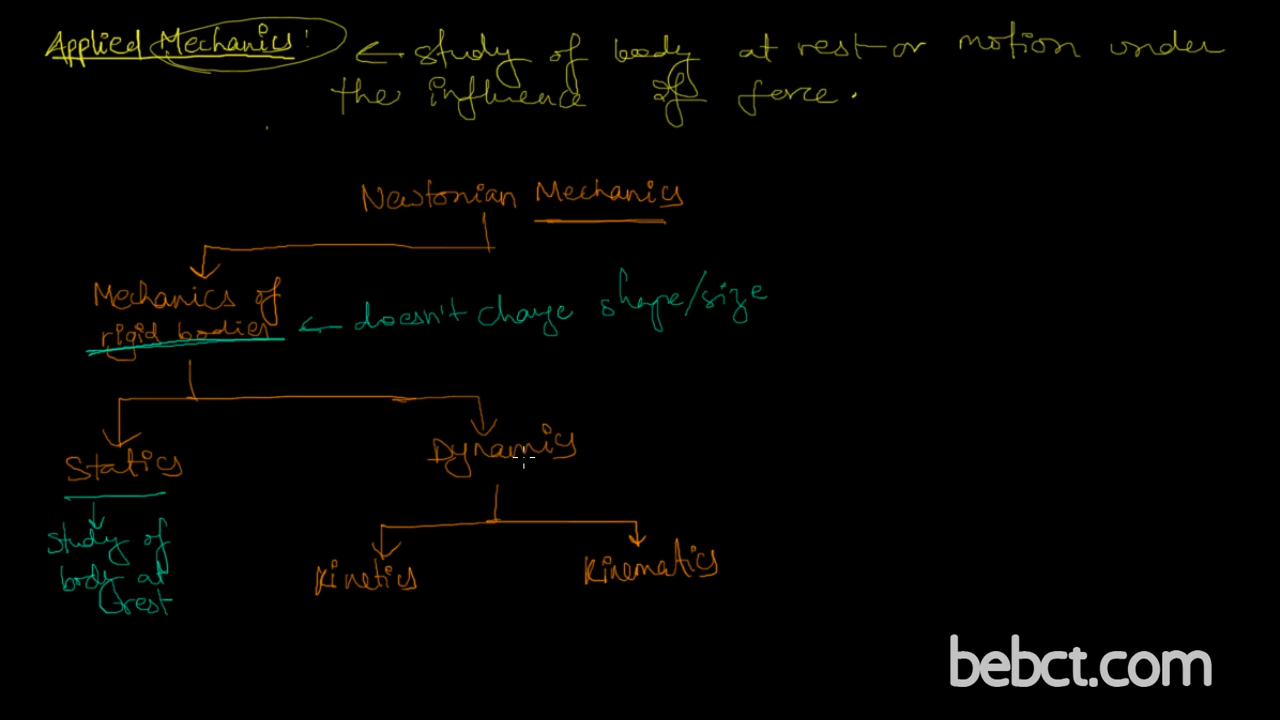 Applied Mechanics:
← study of body at rest or motion under
the influence of force.
Newtonian Mechanics
Mechanics of
rigid bodies
← doesn't change shape/size
Statics
Dynamics
study of
body at
rest
Kinetics
Kinematics
bebct.com